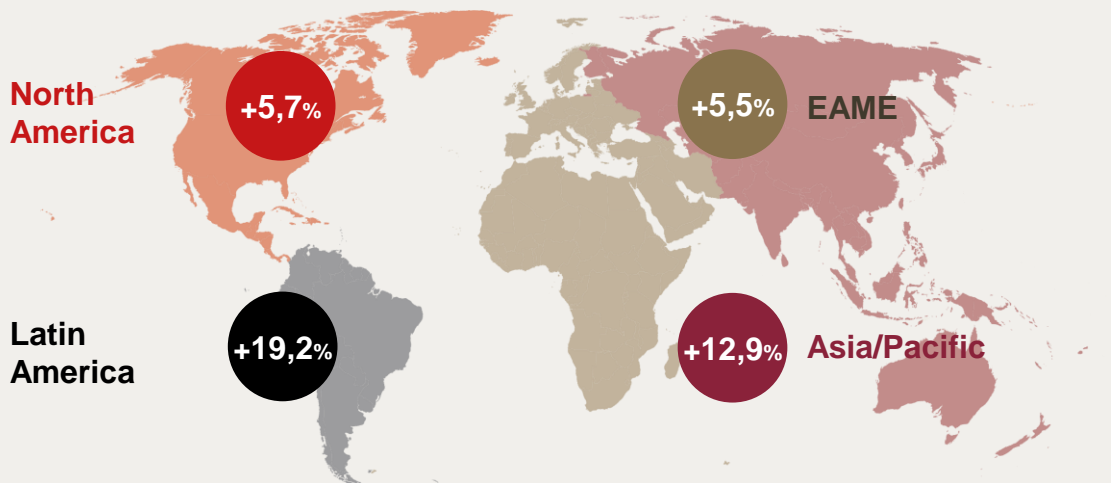 North
America
+5,7%
+5,5%
EAME
Latin
America
+19,2%
+12,9%
Asia/Pacific